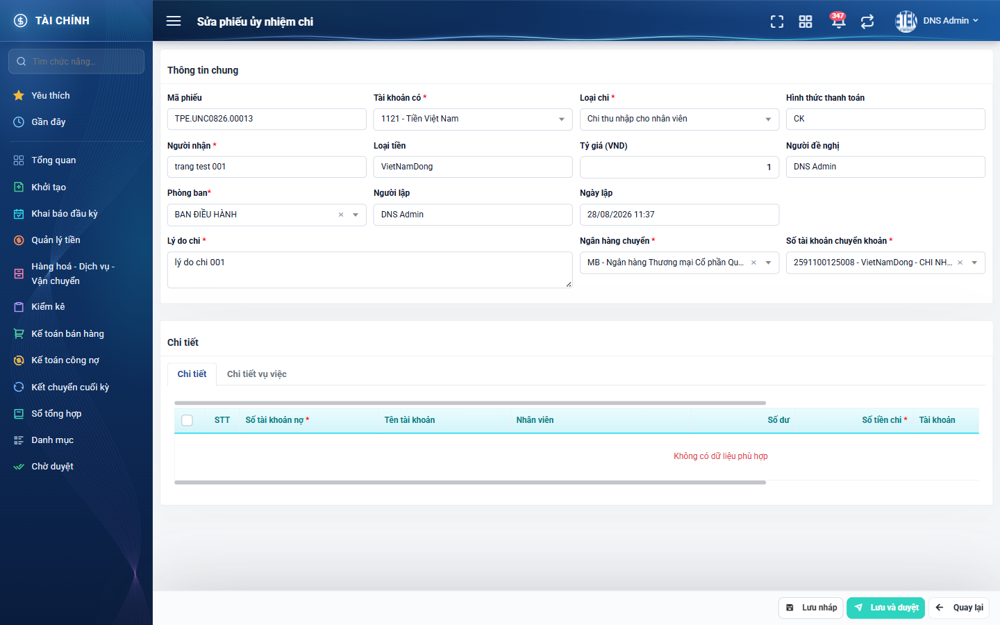 TÀI CHÍNH
Sửa phiếu ủy nhiệm chi
347
DNS Admin
Tìm chức năng...
Yêu thích
Gần đây
Tổng quan
Khởi tạo
Khai báo đầu kỳ
Quản lý tiền
Hàng hoá - Dịch vụ -
Vận chuyển
Kiểm kê
Kế toán bán hàng
Kế toán công nợ
Kết chuyển cuối kỳ
Sổ tổng hợp
Danh mục
Chờ duyệt
Thông tin chung
Mã phiếu
Tài khoản có *
Loại chi *
Hình thức thanh toán
TPE.UNC0826.00013
1121 - Tiền Việt Nam
Chi thu nhập cho nhân viên
CK
Người nhận *
Loại tiền
Tỷ giá (VND)
Người đề nghị
trang test 001
VietNamDong
1
DNS Admin
Phòng ban*
Người lập
Ngày lập
BAN ĐIỀU HÀNH
DNS Admin
28/08/2026 11:37
Lý do chi *
Ngân hàng chuyển *
Số tài khoản chuyển khoản *
lý do chi 001
MB - Ngân hàng Thương mại Cổ phần Qu...
2591100125008 - VietNamDong - CHI NH...
Chi tiết
Chi tiết
Chi tiết vụ việc
STT
Số tài khoản nợ *
Tên tài khoản
Nhân viên
Số dư
Số tiền chi *
Tài khoản
Không có dữ liệu phù hợp
Lưu nháp
Lưu và duyệt
Quay lại